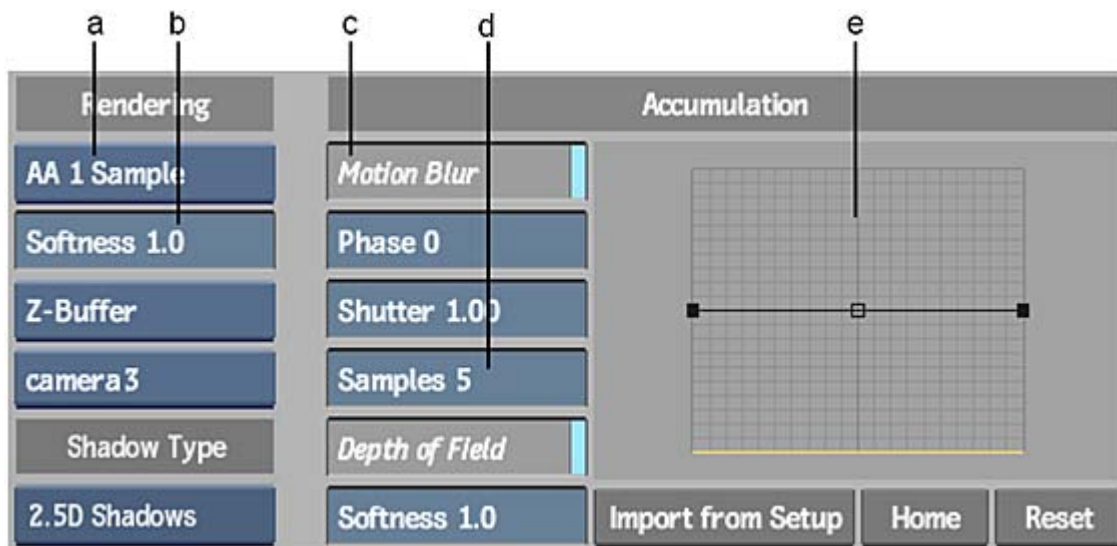 a b c d e
Rendering
AA 1 Sample
Softness 1.0
Z-Buffer
camera3
Shadow Type
2.5D Shadows
Accumulation
Motion Blur
Phase 0
Shutter 1.00
Samples 5
Depth of Field
Softness 1.0
Import from Setup Home Reset